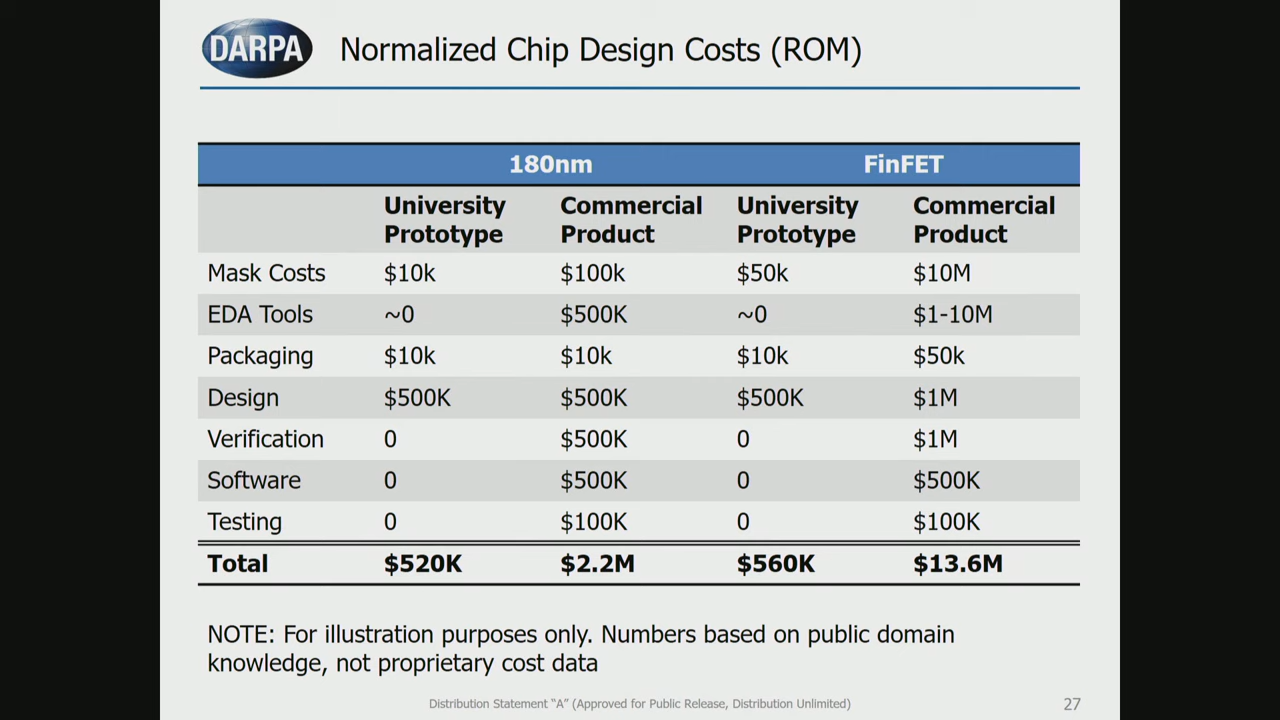 DARPA
Normalized Chip Design Costs (ROM)
180nm FinFET
University Prototype Commercial Product University Prototype Commercial Product
Mask Costs $10k $100k $50k $10M
EDA Tools ~0 $500K ~0 $1-10M
Packaging $10k $10k $10k $50k
Design $500K $500K $500K $1M
Verification 0 $500K 0 $1M
Software 0 $500K 0 $500K
Testing 0 $100K 0 $100K
Total $520K $2.2M $560K $13.6M
NOTE: For illustration purposes only. Numbers based on public domain
knowledge, not proprietary cost data
Distribution Statement “A” (Approved for Public Release, Distribution Unlimited) 27